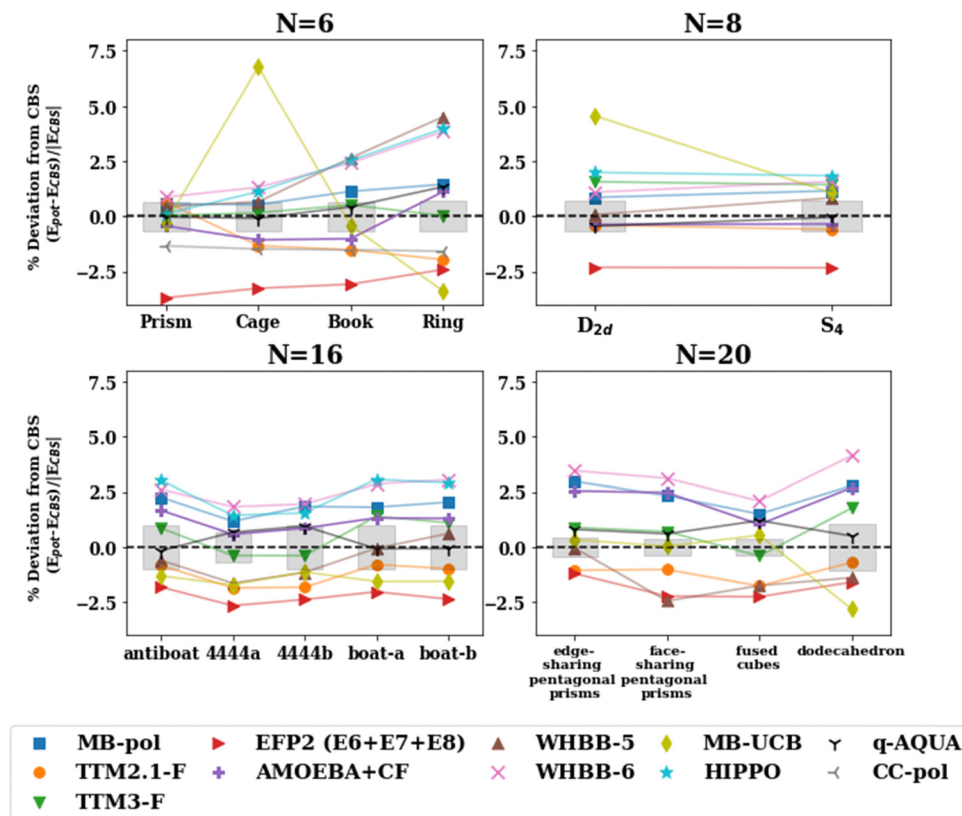 N=6
N=8
7.5
5.0
2.5
0.0
−2.5
% Deviation from CBS
(Epot-ECBS)/|ECBS|
Prism Cage Book Ring
7.5
5.0
2.5
0.0
−2.5
D2d S4
N=16
N=20
7.5
5.0
2.5
0.0
−2.5
% Deviation from CBS
(Epot-ECBS)/|ECBS|
antiboat 4444a 4444b boat-a boat-b
7.5
5.0
2.5
0.0
−2.5
edge-
sharing
pentagonal
prisms
face-
sharing
pentagonal
prisms
fused
cubes
dodecahedron
MB-pol EFP2 (E6+E7+E8) WHBB-5 MB-UCB q-AQUA
TTM2.1-F AMOEBA+CF WHBB-6 HIPPO CC-pol
TTM3-F